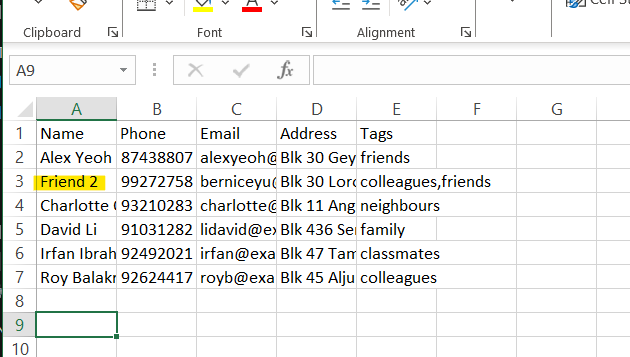 Cell St
Clipboard Font Alignment
A9 fx
A B C D E F G
1 Name Phone Email Address Tags
2 Alex Yeoh 87438807 alexyeoh@ Blk 30 Gey friends
3 Friend 2 99272758 berniceyu@ Blk 30 Lor colleagues,friends
4 Charlotte 93210283 charlotte@ Blk 11 Ang neighbours
5 David Li 91031282 lidavid@ex Blk 436 Se family
6 Irfan Ibrah 92492021 irfan@exa Blk 47 Tam classmates
7 Roy Balakr 92624417 royb@exa Blk 45 Alju colleagues
8
9
10